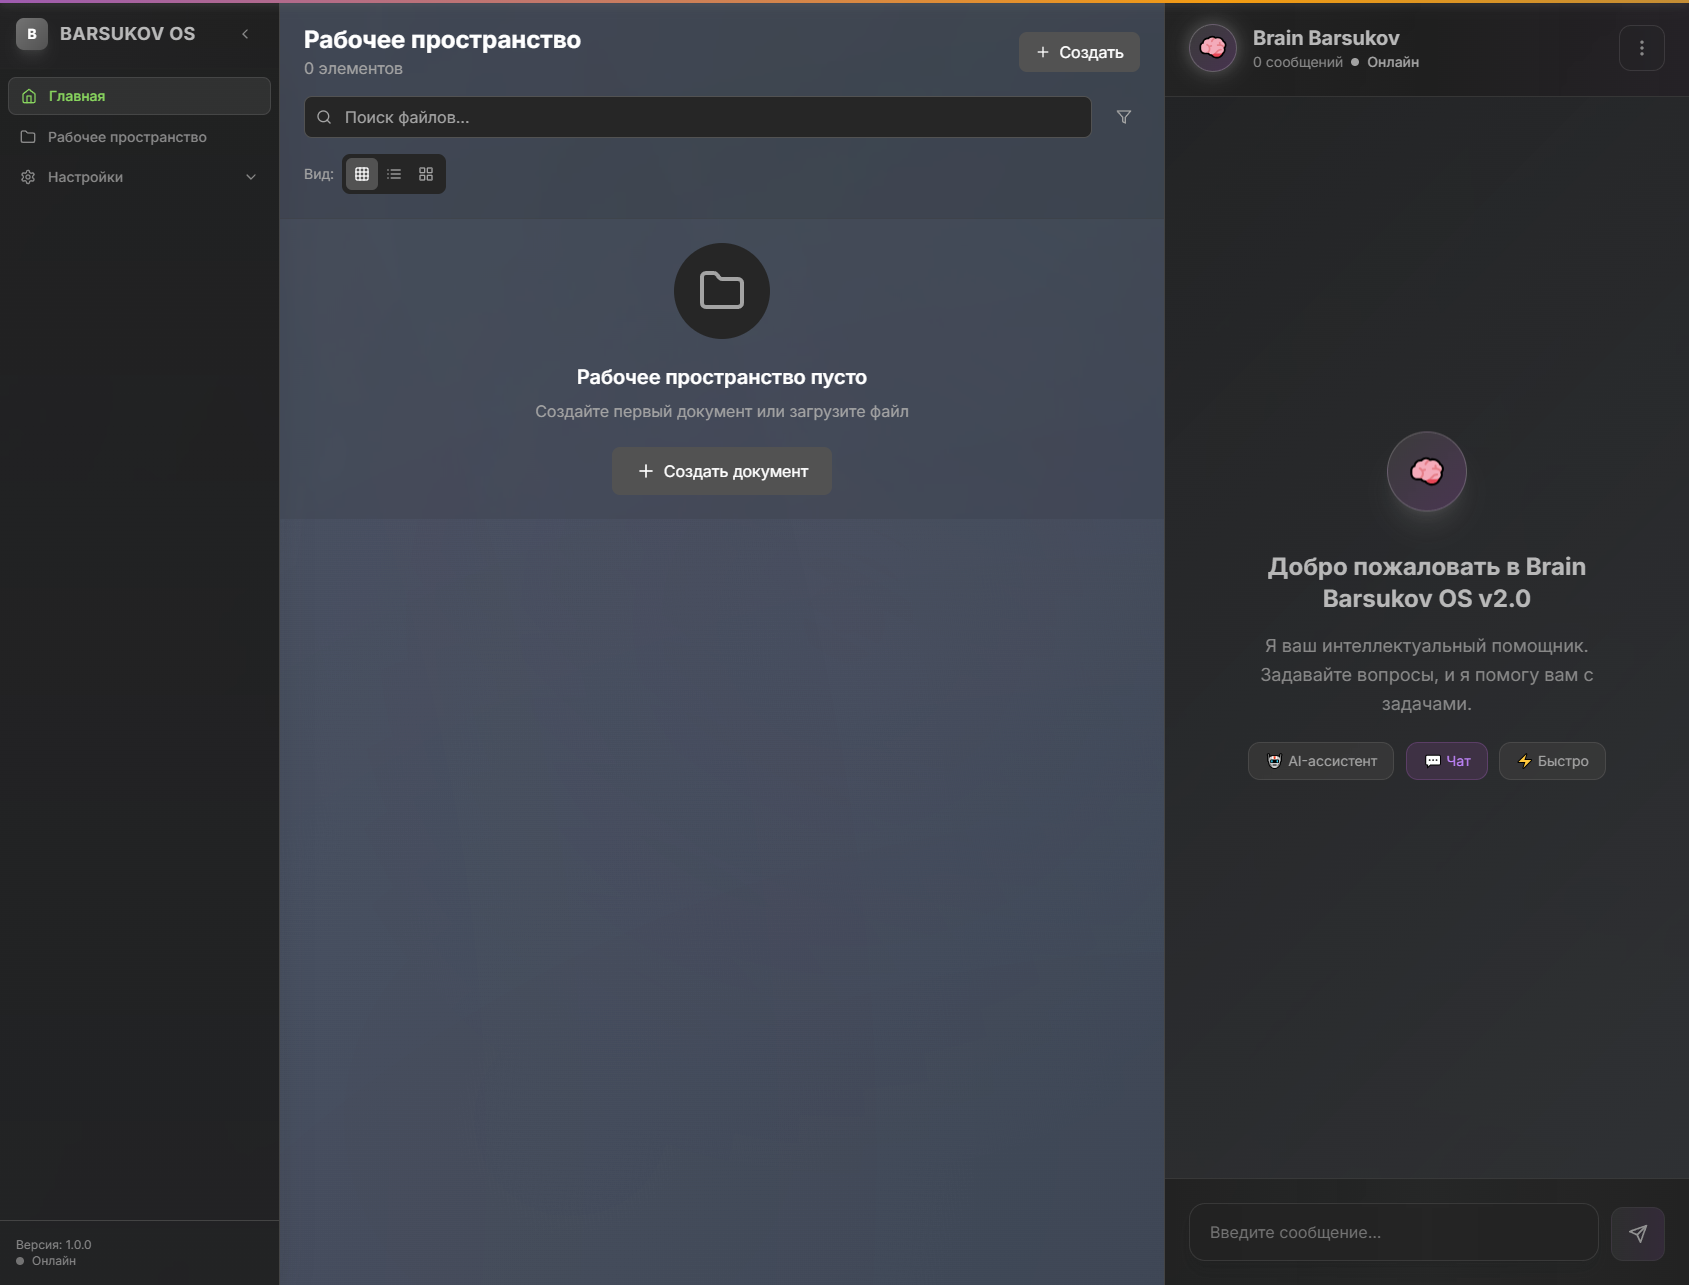 B BARSUKOV OS
Главная
Рабочее пространство
Настройки
Версия: 1.0.0
Онлайн
Рабочее пространство
0 элементов
Создать
Поиск файлов...
Вид:
Рабочее пространство пусто
Создайте первый документ или загрузите файл
Создать документ
Brain Barsukov
0 сообщений Онлайн
Добро пожаловать в Brain
Barsukov OS v2.0
Я ваш интеллектуальный помощник.
Задавайте вопросы, и я помогу вам с
задачами.
AI-ассистент Чат Быстро
Введите сообщение...